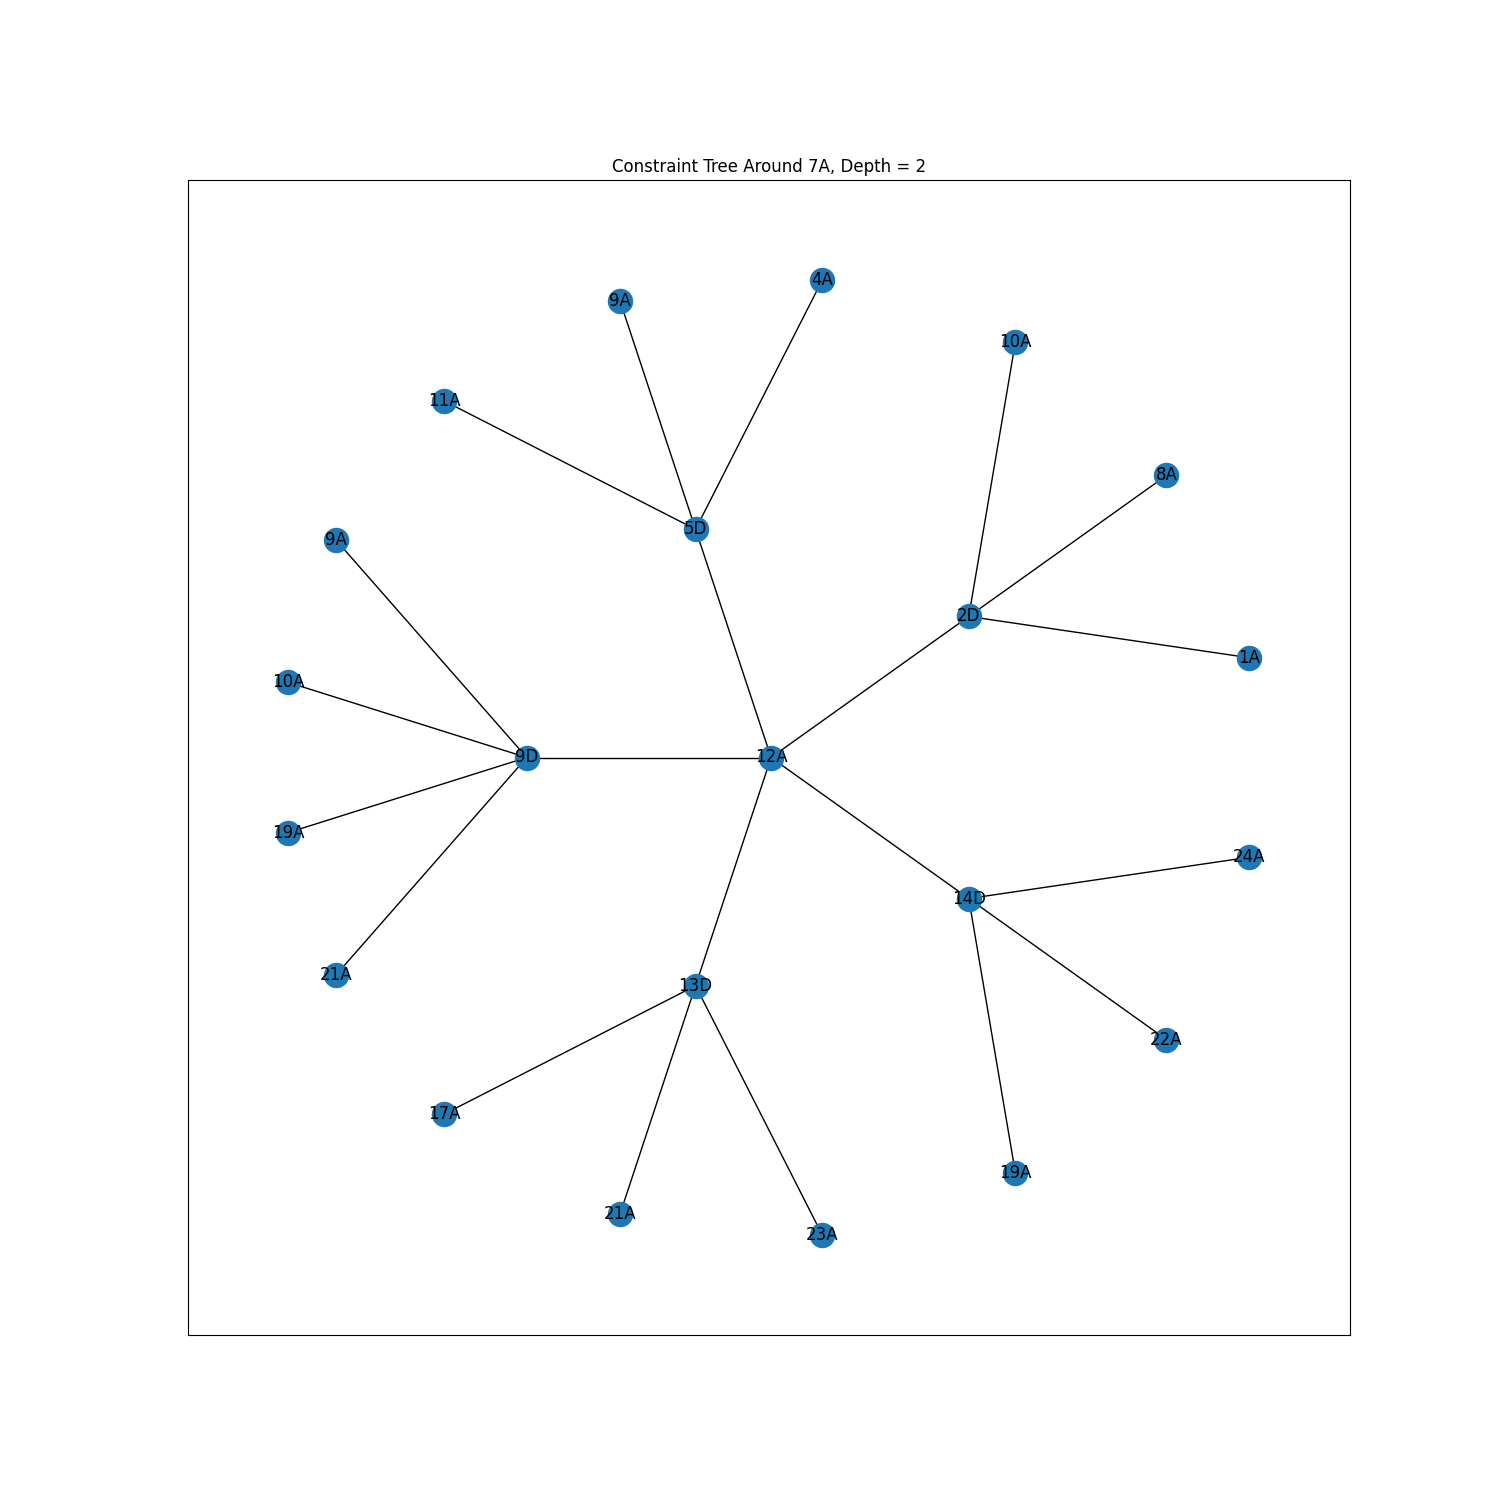 Constraint Tree Around 7A, Depth = 2
4A
9A
10A
11A
8A
5D
9A
2D
1A
10A
9D
12A
19A
24A
14D
21A
13D
22A
17A
19A
21A
23A